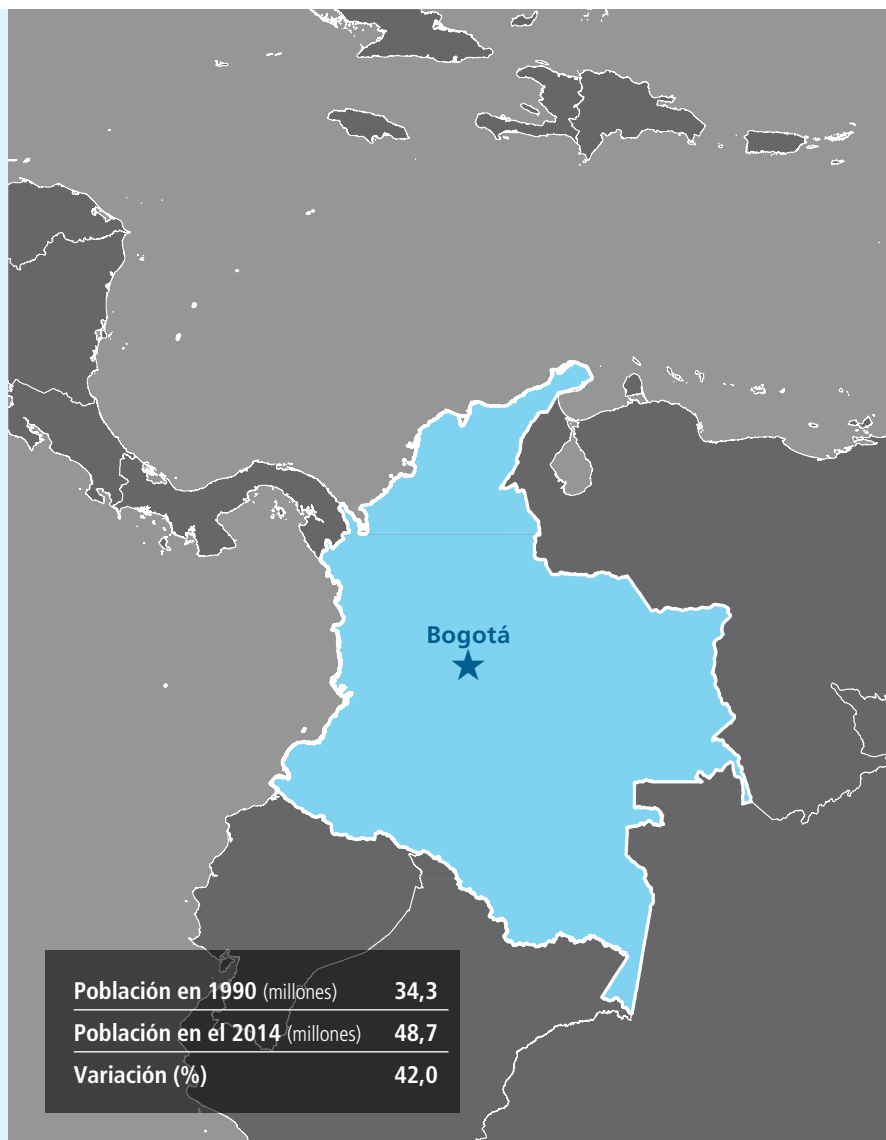 Bogotá
Población en 1990 (millones) 34,3
Población en el 2014 (millones) 48,7
Variación (%) 42,0